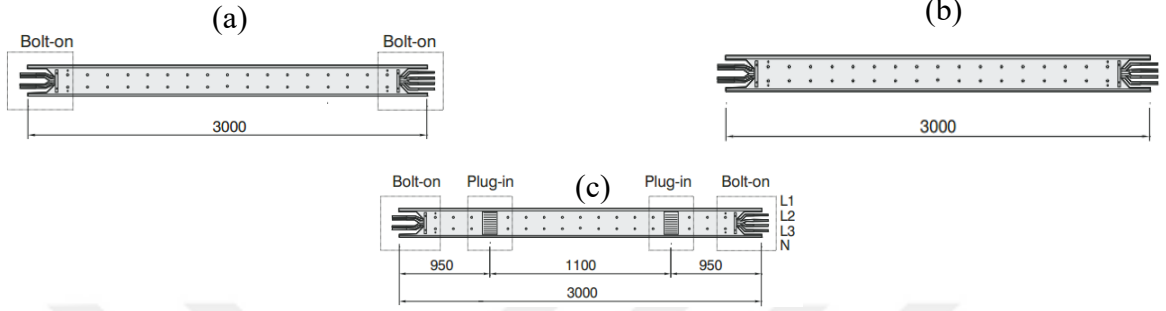 (a)
Bolt-on Bolt-on
3000
(b)
3000
(c)
Bolt-on Plug-in Plug-in Bolt-on
L1
L2
L3
N
950 1100 950
3000